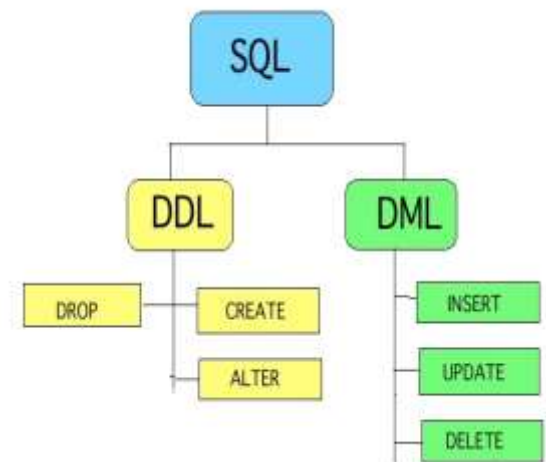 SQL
DDL
DML
DROP
CREATE
ALTER
INSERT
UPDATE
DELETE